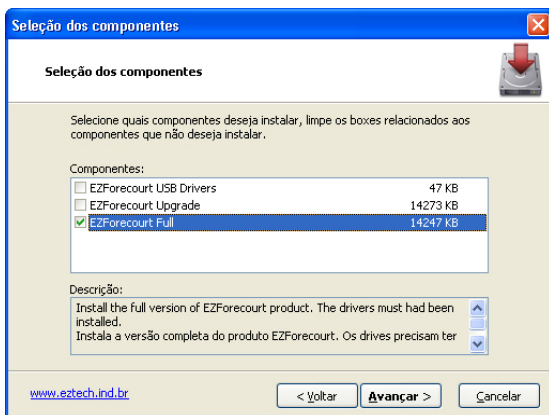 Seleção dos componentes
Seleção dos componentes
Selecione quais componentes deseja instalar, limpe os boxes relacionados aos
componentes que não deseja instalar.
Componentes:
EZForecourt USB Drivers 47 KB
EZForecourt Upgrade 14273 KB
EZForecourt Full 14247 KB
Descrição:
Install the full version of EZForecourt product. The drivers must had been
installed.
Instala a versão completa do produto EZForecourt. Os drives precisam ter
www.eztech.ind.br
< Voltar
Avançar >
Cancelar